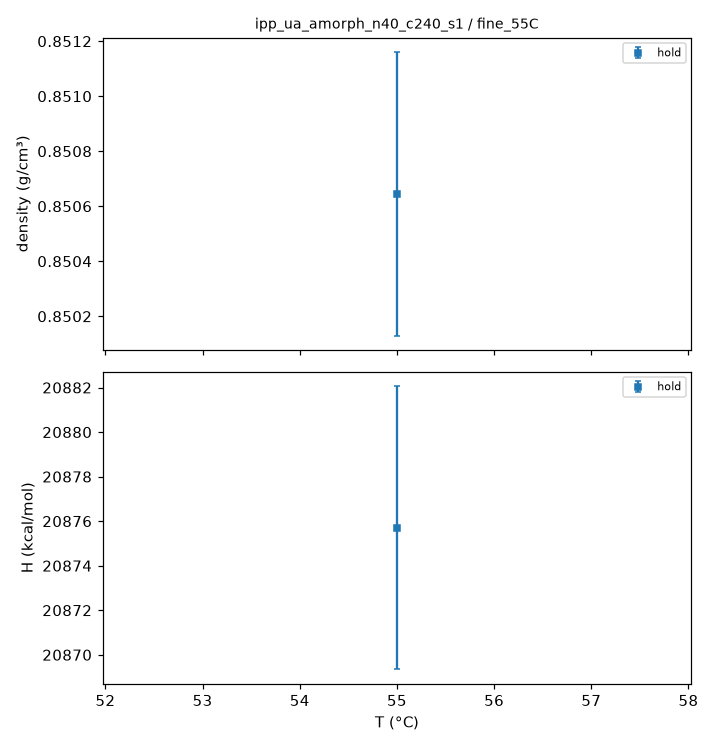 ipp_ua_amorph_n40_c240_s1 / fine_55C
0.8512
0.8510
0.8508
0.8506
0.8504
0.8502
density (g/cm³)
hold
20882
20880
20878
20876
20874
20872
20870
H (kcal/mol)
hold
52 53 54 55 56 57 58
T (°C)